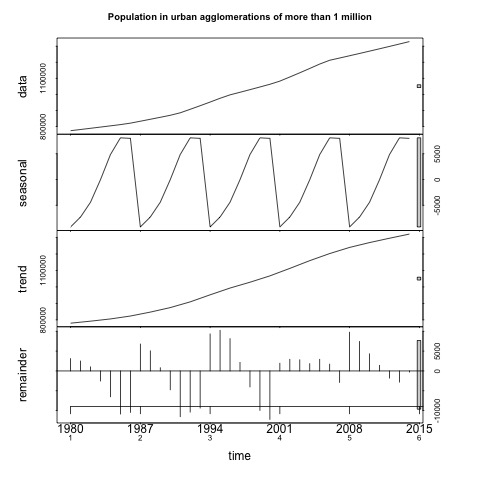 Population in urban agglomerations of more than 1 million
data
800000 1100000
seasonal
-5000 0 5000
trend
800000 1100000
remainder
-10000 0 5000
1980 1987 1994 2001 2008 2015
1 2 3 4 5 6
time